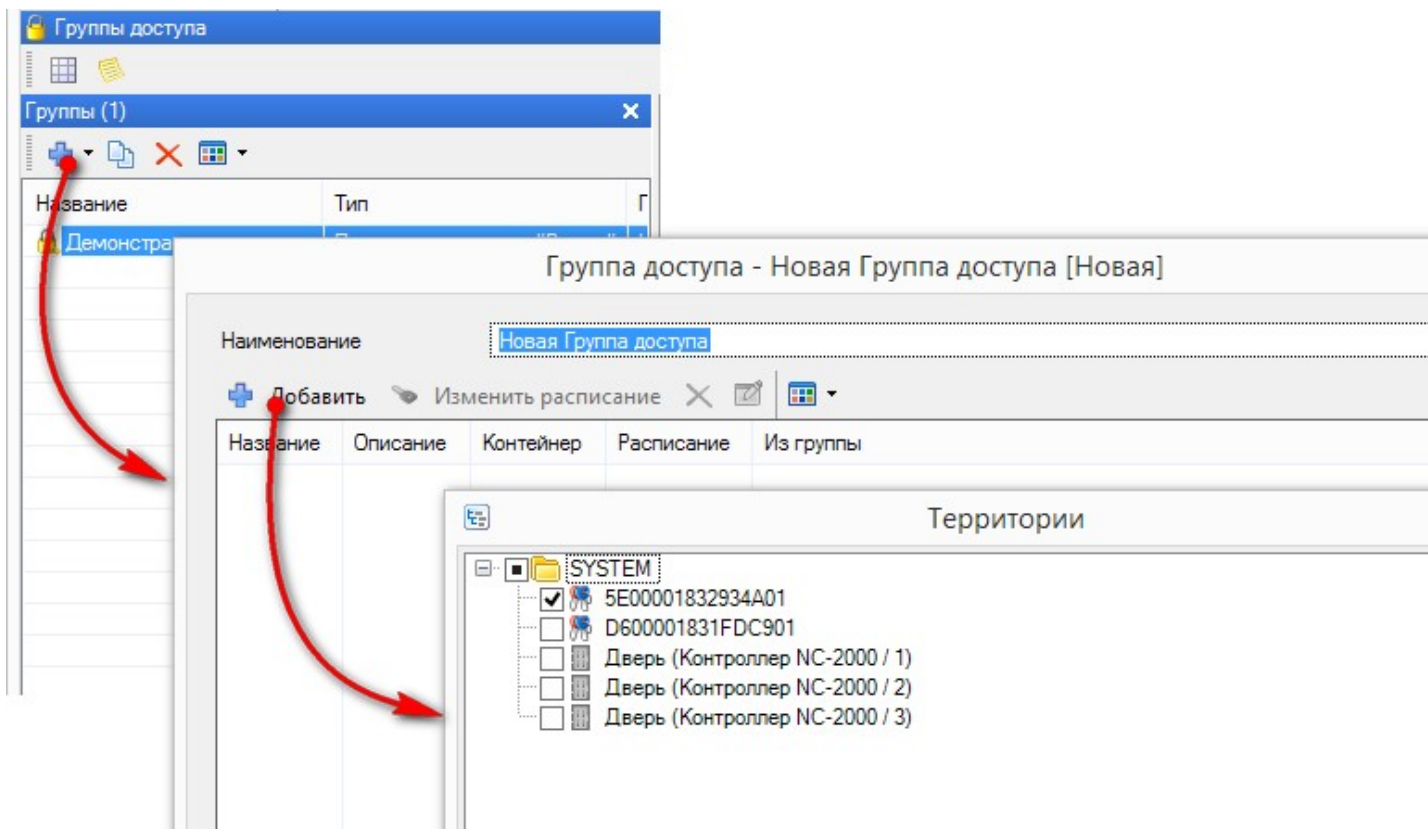 Группы доступа
Группы (1)
Название Тип
Демонстра
Группа доступа - Новая Группа доступа [Новая]
Наименование Новая Группа доступа
Добавить Изменить расписание
Название Описание Контейнер Расписание Из группы
Территории
SYSTEM
5E00001832934A01
D600001831FDC901
Дверь (Контроллер NC-2000 / 1)
Дверь (Контроллер NC-2000 / 2)
Дверь (Контроллер NC-2000 / 3)